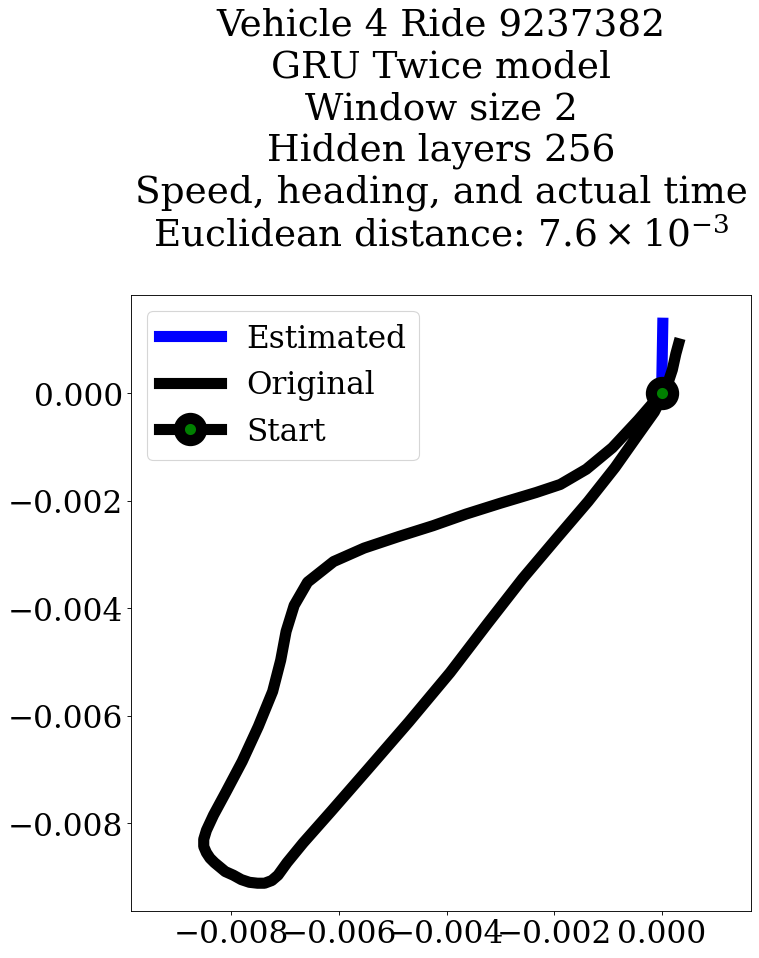 Vehicle 4 Ride 9237382
GRU Twice model
Window size 2
Hidden layers 256
Speed, heading, and actual time
Euclidean distance: 7.6 × 10⁻³
Estimated
Original
Start
0.000
−0.002
−0.004
−0.006
−0.008
−0.008 −0.006 −0.004 −0.002 0.000